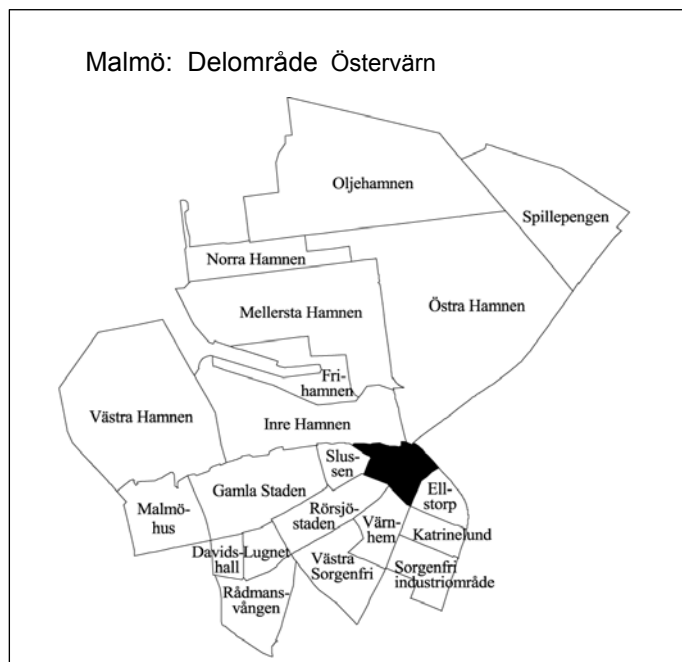 Malmö: Delområde Östervärn
Oljehamnen
Spillepengen
Norra Hamnen
Mellersta Hamnen
Östra Hamnen
Fri-
hamnen
Västra Hamnen
Inre Hamnen
Slus-
sen
Gamla Staden
Ell-
storp
Malmö-
hus
Rörsjö-
staden
Värn-
hem
Katrinelund
Davids-
hall
Lugnet
Västra
Sorgenfri
Sorgenfri
industriområde
Rådmans-
vången